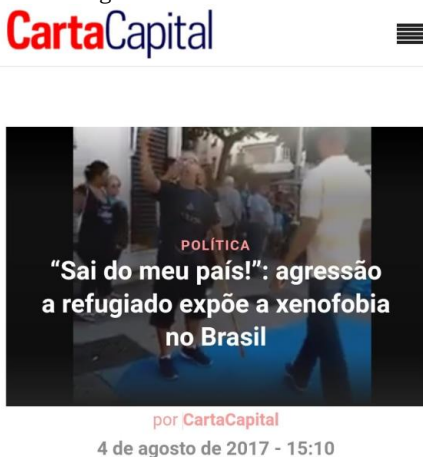 CartaCapital
POLÍTICA
“Sai do meu país!”: agressão
a refugiado expõe a xenofobia
no Brasil
por CartaCapital
4 de agosto de 2017 - 15:10